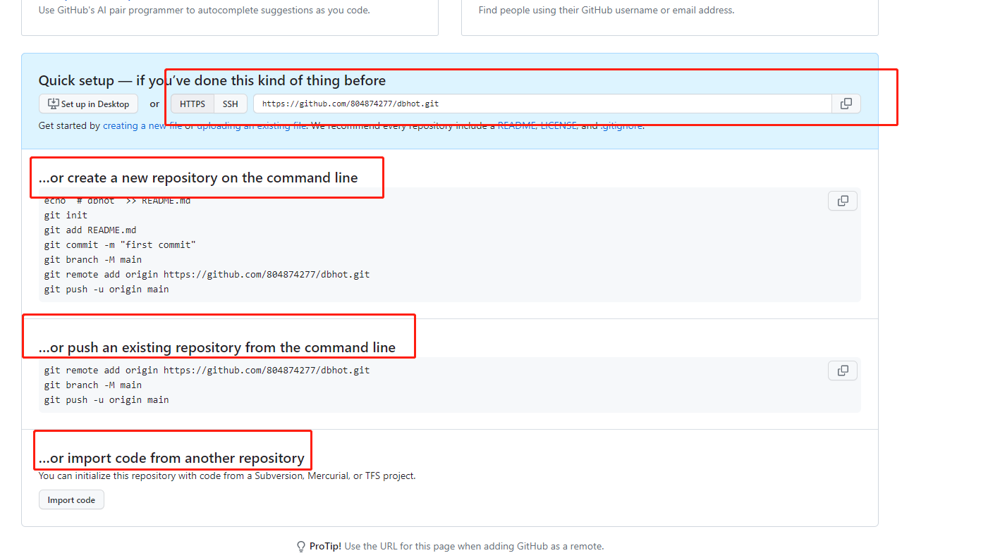 Use GitHub's AI pair programmer to autocomplete suggestions as you code.
Find people using their GitHub username or email address.
Quick setup — if you've done this kind of thing before
Set up in Desktop or HTTPS SSH https://github.com/804874277/dbhot.git
Get started by creating a new file or uploading an existing file. We recommend every repository include a README, LICENSE, and .gitignore.
...or create a new repository on the command line
echo "# dbhot" >> README.md
git init
git add README.md
git commit -m "first commit"
git branch -M main
git remote add origin https://github.com/804874277/dbhot.git
git push -u origin main
...or push an existing repository from the command line
git remote add origin https://github.com/804874277/dbhot.git
git branch -M main
git push -u origin main
...or import code from another repository
You can initialize this repository with code from a Subversion, Mercurial, or TFS project.
Import code
ProTip! Use the URL for this page when adding GitHub as a remote.